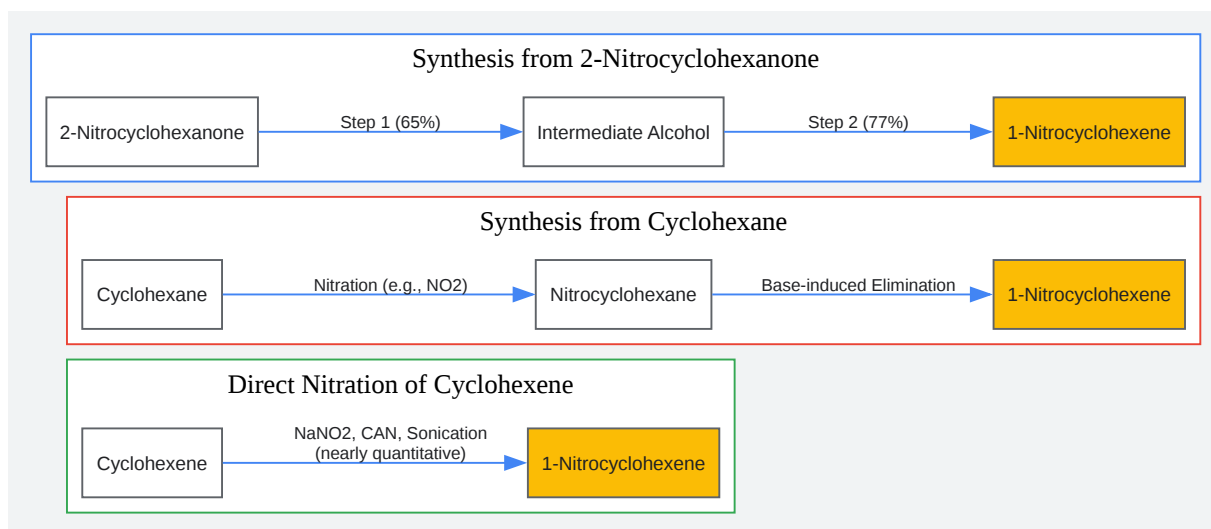 Synthesis from 2-Nitrocyclohexanone
2-Nitrocyclohexanone
Step 1 (65%)
Intermediate Alcohol
Step 2 (77%)
1-Nitrocyclohexene
Synthesis from Cyclohexane
Cyclohexane
Nitration (e.g., NO2)
Nitrocyclohexane
Base-induced Elimination
1-Nitrocyclohexene
Direct Nitration of Cyclohexene
Cyclohexene
NaNO2, CAN, Sonication
(nearly quantitative)
1-Nitrocyclohexene